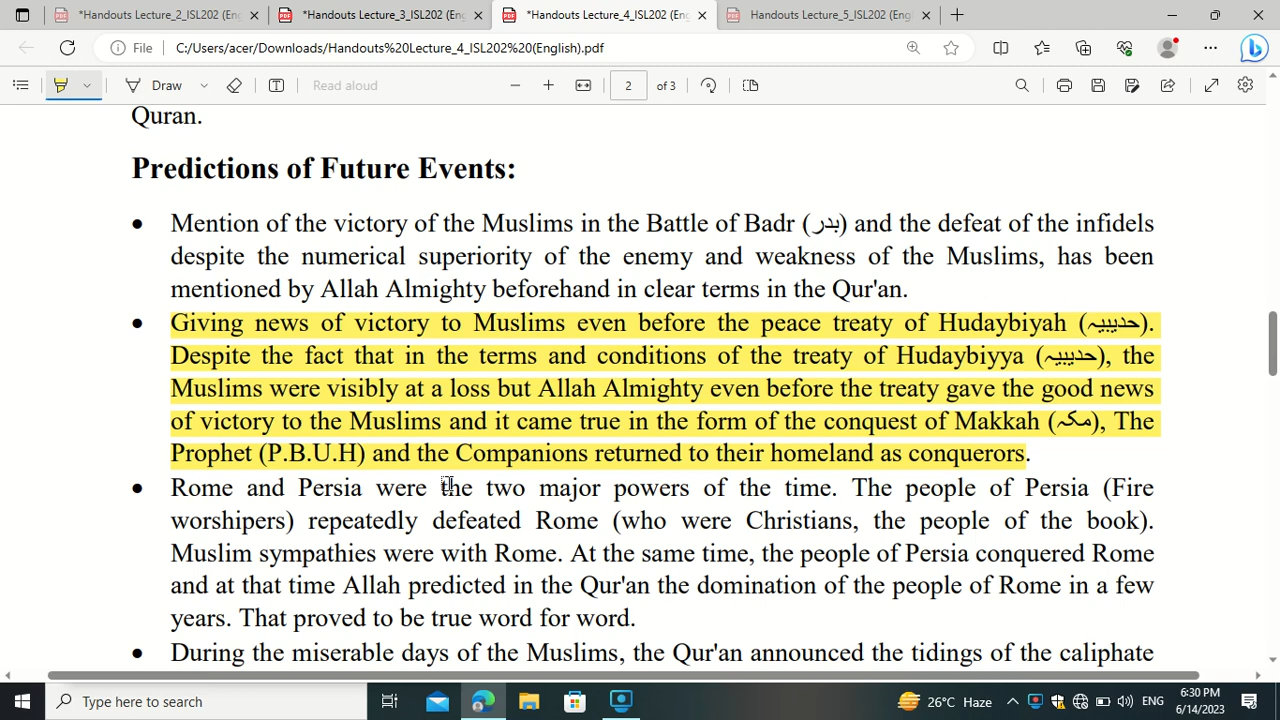 *Handouts Lecture_2_ISL202 (Eng
*Handouts Lecture_3_ISL202 (Eng
*Handouts Lecture_4_ISL202 (Eng
Handouts Lecture_5_ISL202 (Engl
File C:/Users/acer/Downloads/Handouts%20Lecture_4_ISL202%20(English).pdf
Draw Read aloud 2 of 3
Quran.
Predictions of Future Events:
• Mention of the victory of the Muslims in the Battle of Badr (بدر) and the defeat of the infidels
despite the numerical superiority of the enemy and weakness of the Muslims, has been
mentioned by Allah Almighty beforehand in clear terms in the Qur'an.
• Giving news of victory to Muslims even before the peace treaty of Hudaybiyah (حدیبیہ).
Despite the fact that in the terms and conditions of the treaty of Hudaybiyya (حدیبیہ), the
Muslims were visibly at a loss but Allah Almighty even before the treaty gave the good news
of victory to the Muslims and it came true in the form of the conquest of Makkah (مکہ), The
Prophet (P.B.U.H) and the Companions returned to their homeland as conquerors.
• Rome and Persia were the two major powers of the time. The people of Persia (Fire
worshipers) repeatedly defeated Rome (who were Christians, the people of the book).
Muslim sympathies were with Rome. At the same time, the people of Persia conquered Rome
and at that time Allah predicted in the Qur'an the domination of the people of Rome in a few
years. That proved to be true word for word.
• During the miserable days of the Muslims, the Qur'an announced the tidings of the caliphate
Type here to search
26°C Haze
ENG
6:30 PM
6/14/2023